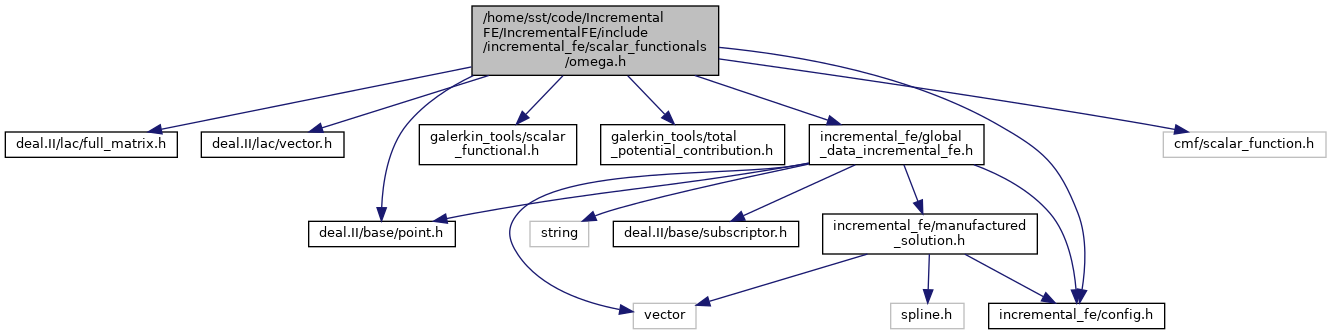 /home/sst/code/Incremental
FE/IncrementalFE/include
/incremental_fe/scalar_functionals
/omega.h
deal.II/lac/full_matrix.h
deal.II/lac/vector.h
galerkin_tools/scalar
_functional.h
galerkin_tools/total
_potential_contribution.h
incremental_fe/global
_data_incremental_fe.h
cmf/scalar_function.h
deal.II/base/point.h
string
deal.II/base/subscriptor.h
incremental_fe/manufactured
_solution.h
vector
spline.h
incremental_fe/config.h